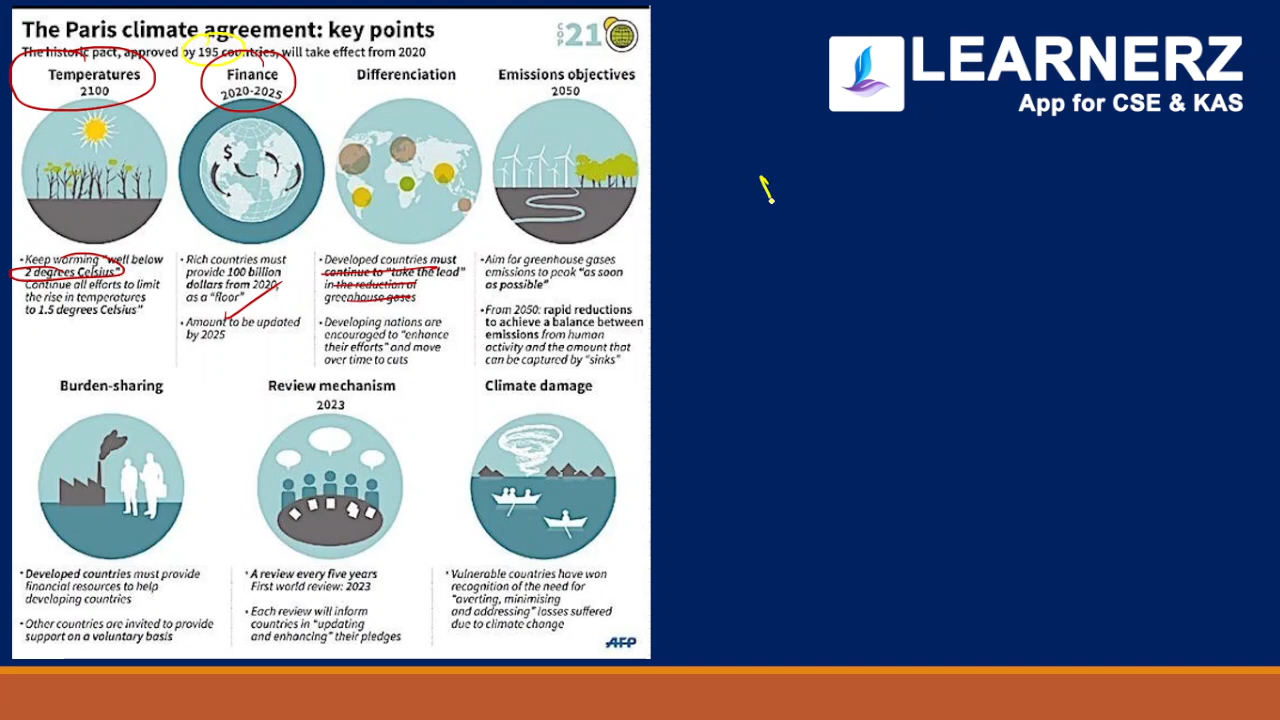 The Paris climate agreement: key points
The historic pact, approved by 195 countries, will take effect from 2020
COP 21
LEARNERZ
App for CSE & KAS
Temperatures
2100
• Keep warming "well below
2 degrees Celsius"
Continue all efforts to limit
the rise in temperatures
to 1.5 degrees Celsius"
Finance
2020-2025
$
• Rich countries must
provide 100 billion
dollars from 2020,
as a "floor"
• Amount to be updated
by 2025
Differenciation
• Developed countries must
continue to "take the lead"
in the reduction of
greenhouse gases
• Developing nations are
encouraged to "enhance
their efforts" and move
over time to cuts
Emissions objectives
2050
• Aim for greenhouse gases
emissions to peak "as soon
as possible"
• From 2050: rapid reductions
to achieve a balance between
emissions from human
activity and the amount that
can be captured by "sinks"
Burden-sharing
• Developed countries must provide
financial resources to help
developing countries
• Other countries are invited to provide
support on a voluntary basis
Review mechanism
2023
• A review every five years
First world review: 2023
• Each review will inform
countries in "updating
and enhancing" their pledges
Climate damage
• Vulnerable countries have won
recognition of the need for
"averting, minimising
and addressing" losses suffered
due to climate change
AFP